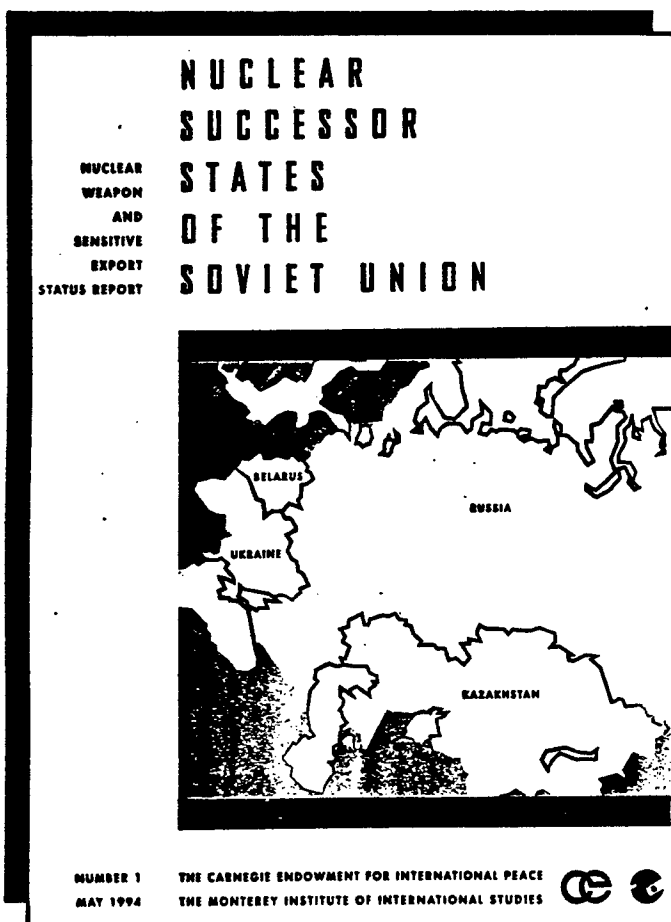 NUCLEAR
SUCCESSOR
STATES
OF THE
SOVIET UNION
NUCLEAR
WEAPON
AND
SENSITIVE
EXPORT
STATUS REPORT
BELARUS
RUSSIA
UKRAINE
KAZAKHSTAN
NUMBER 1
MAY 1994
THE CARNEGIE ENDOWMENT FOR INTERNATIONAL PEACE
THE MONTEREY INSTITUTE OF INTERNATIONAL STUDIES
ce